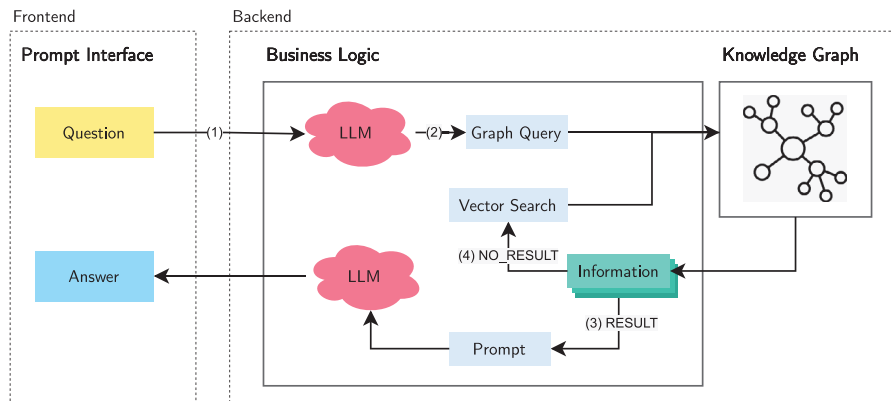 Frontend
Backend
Prompt Interface
Business Logic
Knowledge Graph
Question
(1)
LLM
(2)
Graph Query
Vector Search
(4) NO_RESULT
Information
Answer
LLM
(3) RESULT
Prompt